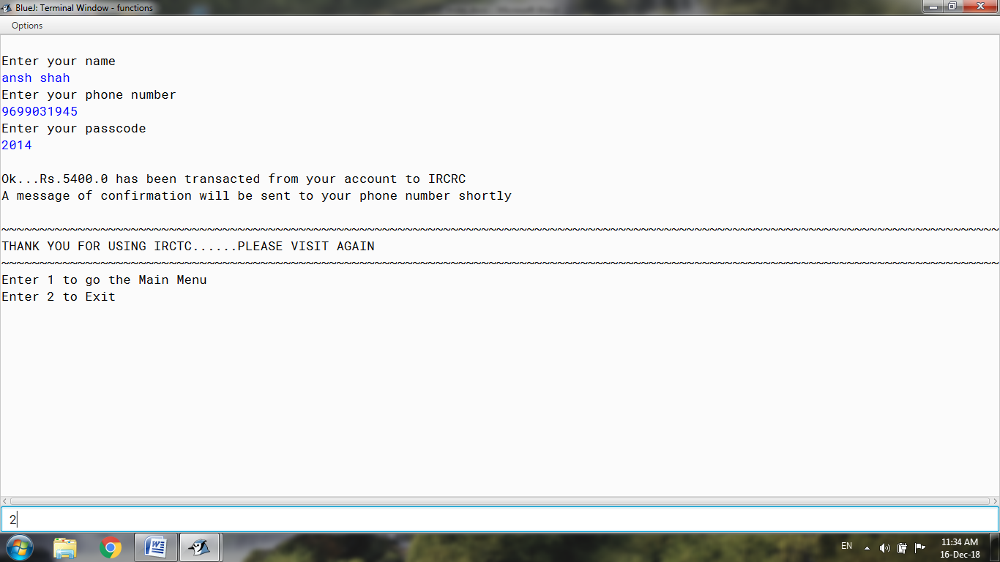 BlueJ: Terminal Window - functions
Options
Enter your name
ansh shah
Enter your phone number
9699031945
Enter your passcode
2014
Ok...Rs.5400.0 has been transacted from your account to IRCRC
A message of confirmation will be sent to your phone number shortly
~~~~~~~~~~~~~~~~~~~~~~~~~~~~~~~~~~~~~~~~~~~~~~~~~~~~~~~~~~~~~~~~~~~~~~~~~~~~~~~~~~~~~~~~~~~~~~~~~~~~~~~~~~~~~~~~~~~~~~~~~~~~~~~~~~~
THANK YOU FOR USING IRCTC......PLEASE VISIT AGAIN
~~~~~~~~~~~~~~~~~~~~~~~~~~~~~~~~~~~~~~~~~~~~~~~~~~~~~~~~~~~~~~~~~~~~~~~~~~~~~~~~~~~~~~~~~~~~~~~~~~~~~~~~~~~~~~~~~~~~~~~~~~~~~~~~~~~
Enter 1 to go the Main Menu
Enter 2 to Exit
2
EN
11:34 AM
16-Dec-18